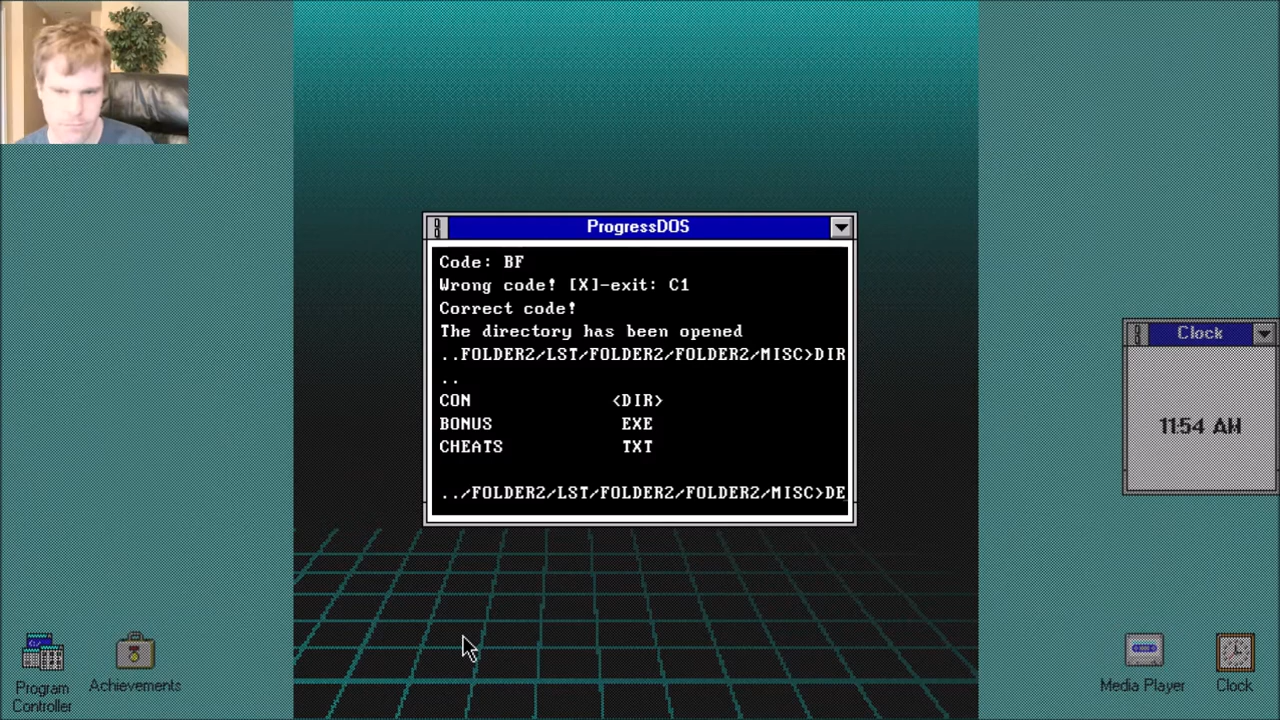 ProgressDOS
Code: BF
Wrong code! [X]-exit: C1
Correct code!
The directory has been opened
..FOLDER2/LST/FOLDER2/FOLDER2/MISC>DIR
..
CON <DIR>
BONUS EXE
CHEATS TXT
../FOLDER2/LST/FOLDER2/FOLDER2/MISC>DE_
Clock
11:54 AM
Program
Controller
Achievements
Media Player
Clock